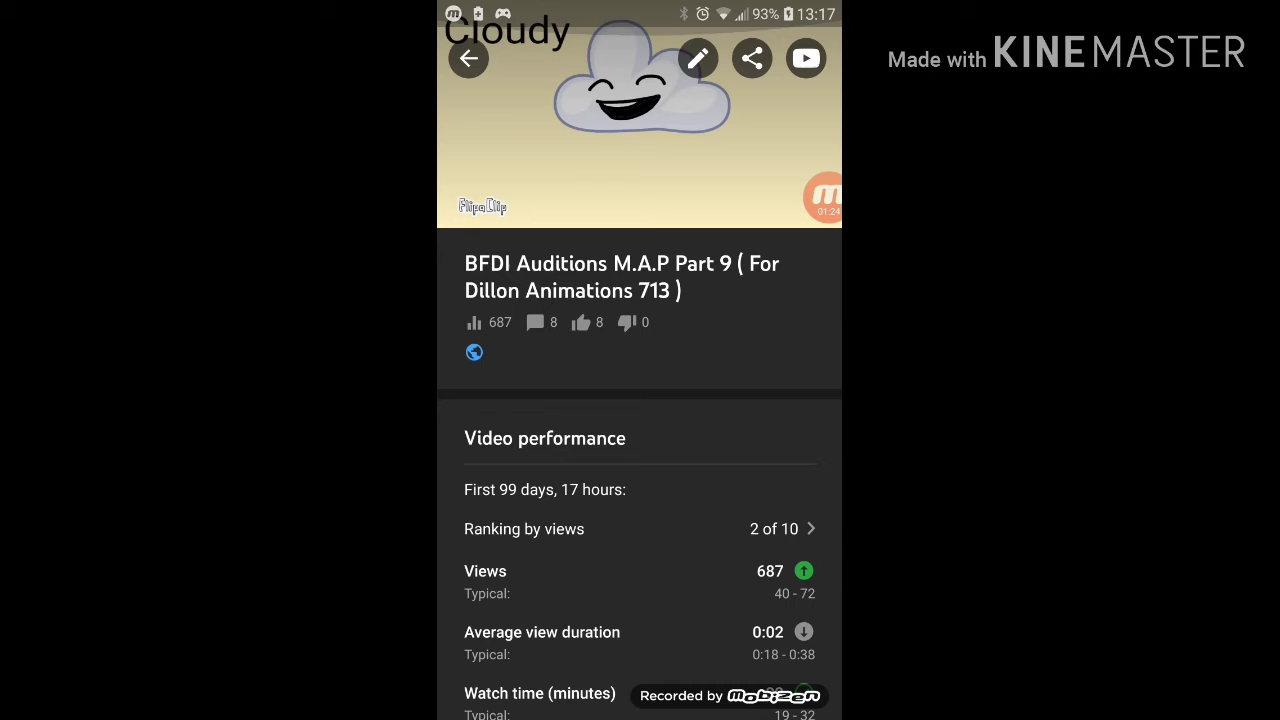 93% 13:17
Made with KINEMASTER
Cloudy
FlipaClip
01:24
BFDI Auditions M.A.P Part 9 ( For
Dillon Animations 713 )
687 8 8 0
Video performance
First 99 days, 17 hours:
Ranking by views 2 of 10
Views 687
Typical: 40 - 72
Average view duration 0:02
Typical: 0:18 - 0:38
Watch time (minutes)
Recorded by mobizen
Typical: 19 - 32